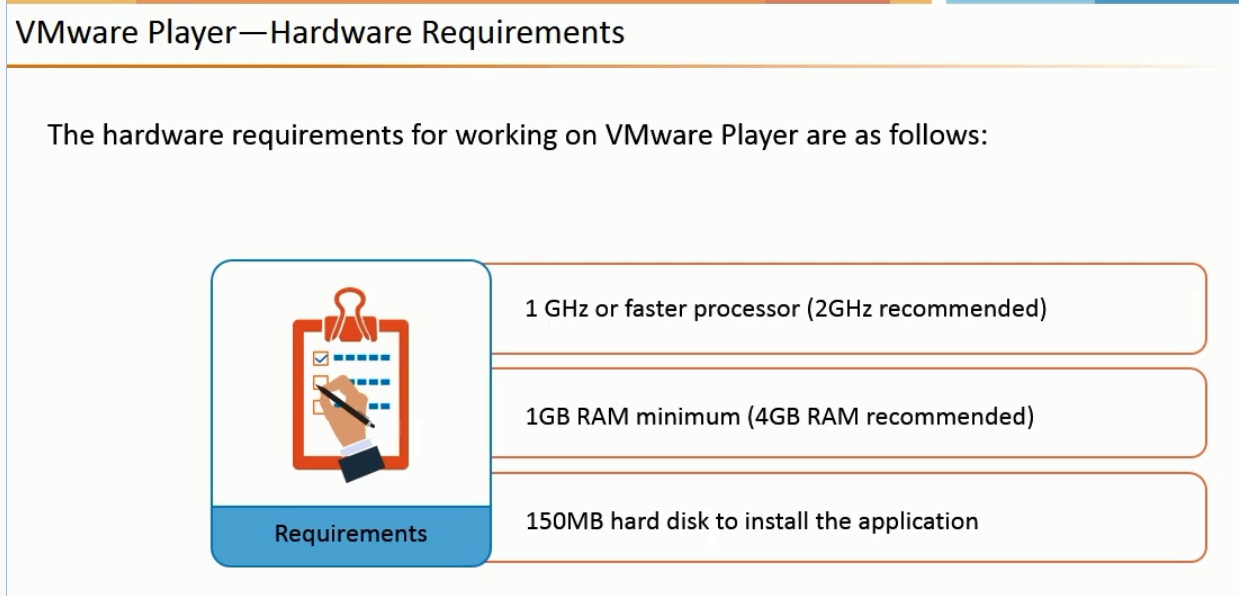 VMware Player—Hardware Requirements
The hardware requirements for working on VMware Player are as follows:
1 GHz or faster processor (2GHz recommended)
1GB RAM minimum (4GB RAM recommended)
150MB hard disk to install the application
Requirements